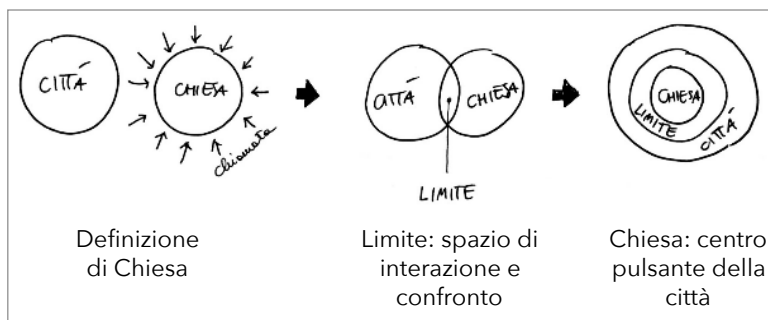 CITTÁ
CHIESA
chiamata
CITTÁ
CHIESA
LIMITE
CHIESA
LIMITE
CITTÁ
Definizione
di Chiesa
Limite: spazio di
interazione e
confronto
Chiesa: centro
pulsante della
città